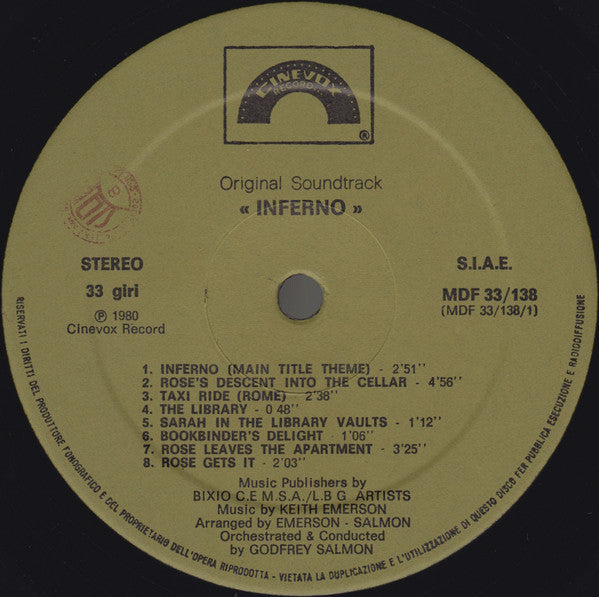 CINEVOX
RECORD
®
Original Soundtrack
« INFERNO »
STEREO
33 giri
℗ 1980
Cinevox Record
S.I.A.E.
MDF 33/138
(MDF 33/138/1)
1. INFERNO (MAIN TITLE THEME) - 2'51''
2. ROSE'S DESCENT INTO THE CELLAR - 4'56''
3. TAXI RIDE (ROME) - 2'38''
4. THE LIBRARY - 0 48''
5. SARAH IN THE LIBRARY VAULTS - 1'12''
6. BOOKBINDER'S DELIGHT - 1'06''
7. ROSE LEAVES THE APARTMENT - 3'25''
8. ROSE GETS IT - 2'03''
Music Publishers by
BIXIO C.E M.S.A./L.B G ARTISTS
Music by KEITH EMERSON
Arranged by EMERSON - SALMON
Orchestrated & Conducted
by GODFREY SALMON
RISERVATI I DIRITTI DEL PRODUTTORE FONOGRAFICO E DEL PROPRIETARIO DELL'OPERA RIPRODOTTA - VIETATA LA DUPLICAZIONE E L'UTILIZZAZIONE DI QUESTO DISCO PER PUBBLICA ESECUZIONE E RADIODIFFUSIONE